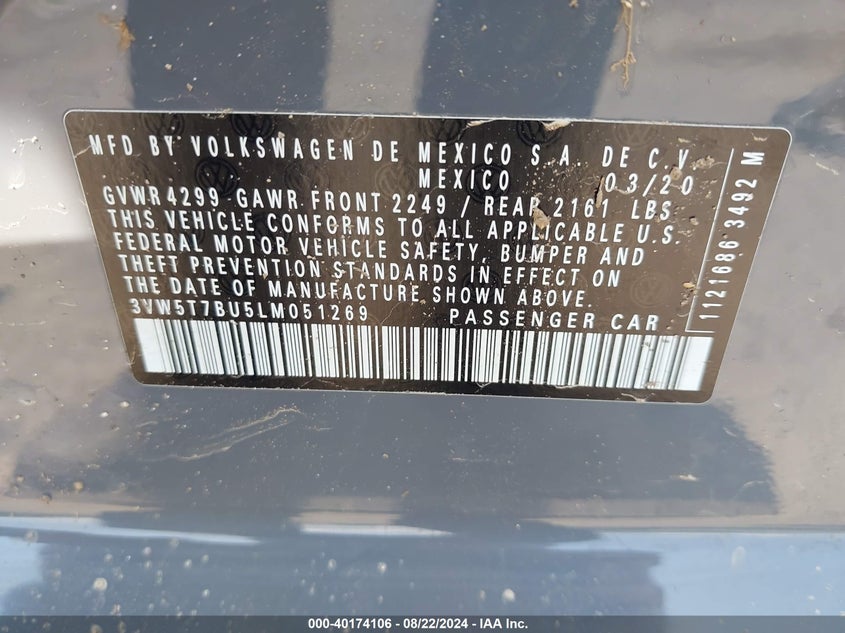 MFD BY VOLKSWAGEN DE MEXICO S.A. DE C.V.
MEXICO 03/20
GVWR 4299 GAWR FRONT 2249 / REAR 2161 LBS
THIS VEHICLE CONFORMS TO ALL APPLICABLE U.S.
FEDERAL MOTOR VEHICLE SAFETY, BUMPER AND
THEFT PREVENTION STANDARDS IN EFFECT ON
THE DATE OF MANUFACTURE SHOWN ABOVE.
3VW5T7BU5LM051269 PASSENGER CAR
1121686 3492 M
000-40174106 - 08/22/2024 - IAA Inc.